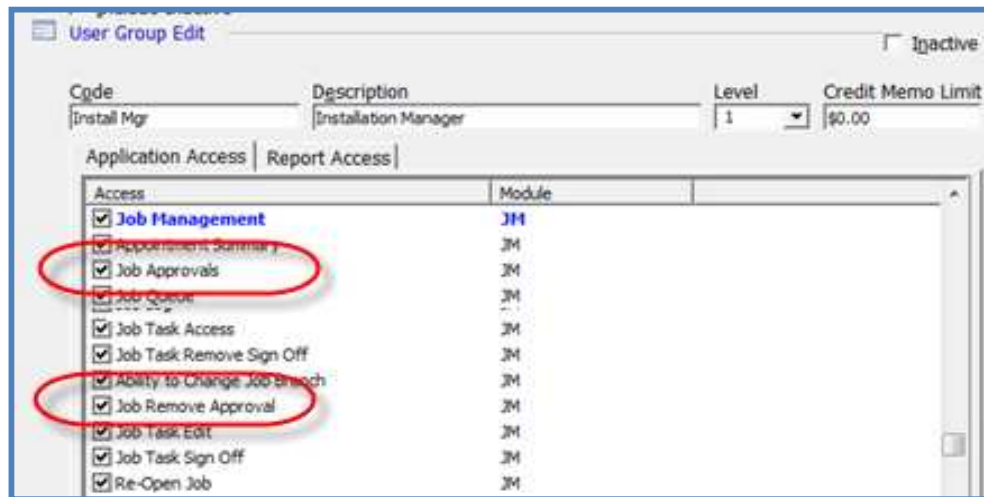 User Group Edit
Inactive
Code Description Level Credit Memo Limit
Install Mgr Installation Manager 1 $0.00
Application Access Report Access
Access Module
Job Management JM
Appointment Summary JM
Job Approvals JM
Job Queue JM
Job Task Access JM
Job Task Remove Sign Off JM
Ability to Change Job Branch JM
Job Remove Approval JM
Job Task Edit JM
Job Task Sign Off JM
Re-Open Job JM